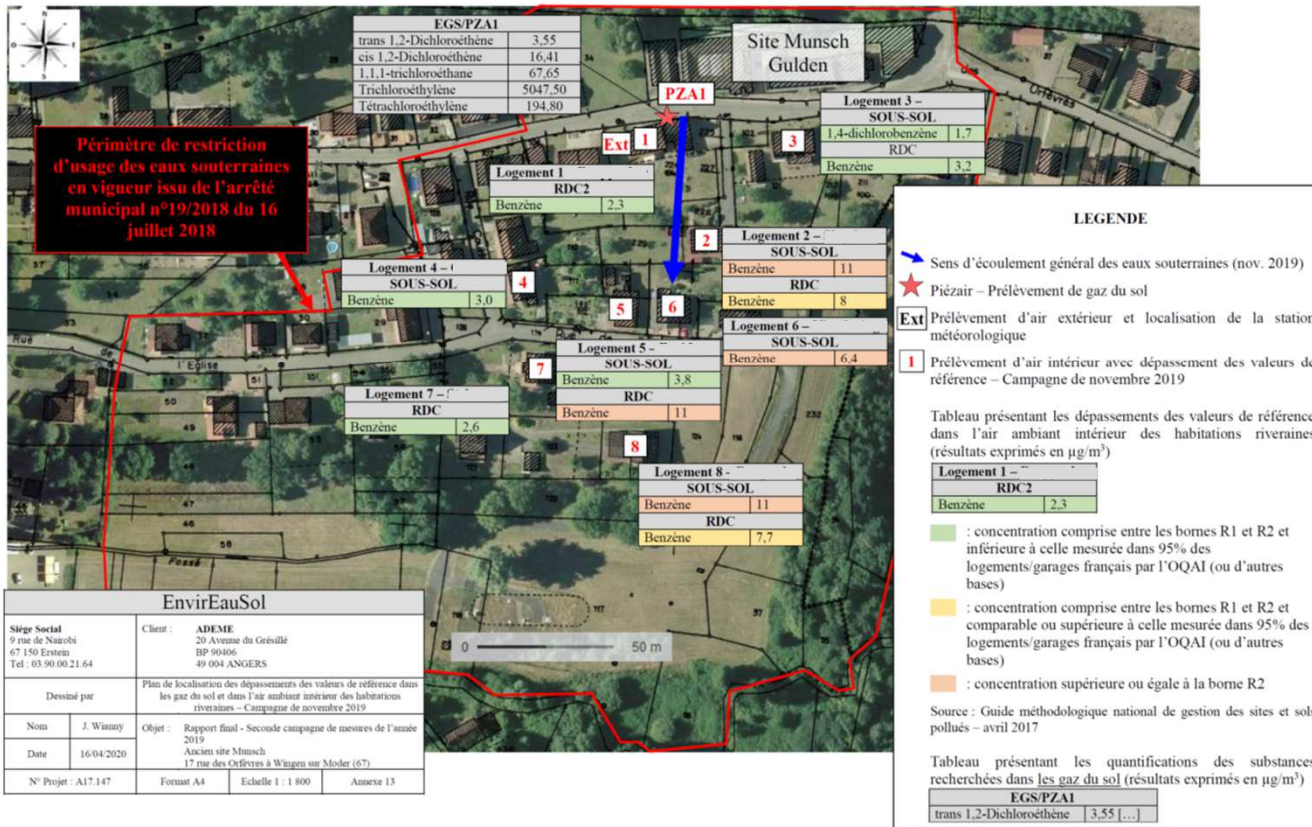 N
O
E
S
EGS/PZA1
trans 1,2-Dichloroéthène 3,55
cis 1,2-Dichloroéthène 16,41
1,1,1-trichloroéthane 67,65
Trichloroéthylène 5047,50
Tétrachloroéthylène 194,80
Site Munsch
Gulden
Orfèvres
PZA1
Ext
1
3
Logement 3 –
SOUS-SOL
1,4-dichlorobenzène 1,7
RDC
Benzène 3,2
Périmètre de restriction
d’usage des eaux souterraines
en vigueur issu de l’arrêté
municipal n°19/2018 du 16
juillet 2018
Logement 1
RDC2
Benzène 2,3
2
Logement 2 –
SOUS-SOL
Benzène 11
RDC
Benzène 8
Logement 4 –
SOUS-SOL
Benzène 3,0
4
5
6
Logement 6 –
SOUS-SOL
Benzène 6,4
Logement 5 –
SOUS-SOL
Benzène 3,8
RDC
Benzène 11
7
Logement 7 –
RDC
Benzène 2,6
8
Logement 8 -
SOUS-SOL
Benzène 11
RDC
Benzène 7,7
Rue
de
l'Eglise
Fossé
0 50 m
LEGENDE
Sens d’écoulement général des eaux souterraines (nov. 2019)
Piézair – Prélèvement de gaz du sol
Ext Prélèvement d’air extérieur et localisation de la station
météorologique
1 Prélèvement d’air intérieur avec dépassement des valeurs de
référence – Campagne de novembre 2019
Tableau présentant les dépassements des valeurs de référence
dans l’air ambiant intérieur des habitations riveraines
(résultats exprimés en µg/m³)
Logement 1 –
RDC2
Benzène 2,3
: concentration comprise entre les bornes R1 et R2 et
inférieure à celle mesurée dans 95% des
logements/garages français par l’OQAI (ou d’autres
bases)
: concentration comprise entre les bornes R1 et R2 et
comparable ou supérieure à celle mesurée dans 95% des
logements/garages français par l’OQAI (ou d’autres
bases)
: concentration supérieure ou égale à la borne R2
Source : Guide méthodologique national de gestion des sites et sols
pollués – avril 2017
Tableau présentant les quantifications des substances
recherchées dans les gaz du sol (résultats exprimés en µg/m³)
EGS/PZA1
trans 1,2-Dichloroéthène 3,55 [...]
EnvirEauSol
Siège Social
9 rue de Nairobi
67 150 Erstein
Tel : 03.90.00.21.64
Client : ADEME
20 Avenue du Grésillé
BP 90406
49 004 ANGERS
Dessiné par
Plan de localisation des dépassements des valeurs de référence dans
les gaz du sol et dans l’air ambiant intérieur des habitations
riveraines – Campagne de novembre 2019
Nom J. Wianny
Date 16/04/2020
Objet : Rapport final - Seconde campagne de mesures de l’année
2019
Ancien site Munsch
17 rue des Orfèvres à Wingen sur Moder (67)
N° Projet : A17.147 Format A4 Echelle 1 : 1 800 Annexe 13